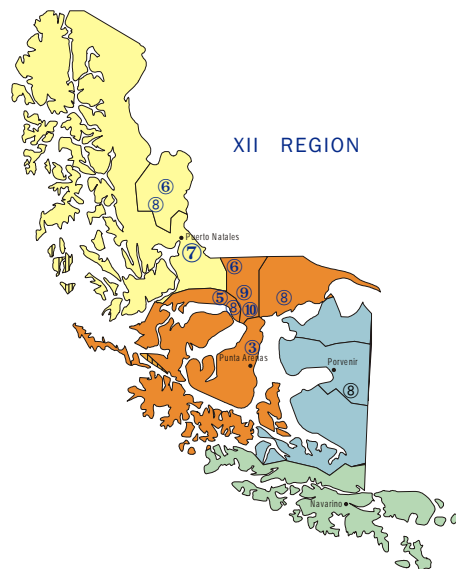 XII REGION
⑥
⑧
Puerto Natales
⑦
⑥
⑤
⑨
⑧
⑧
⑩
③
Punta Arenas
Porvenir
⑧
Navarino